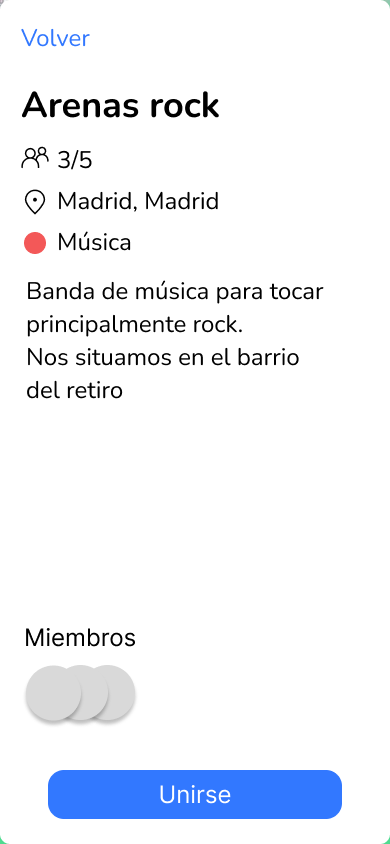 Volver
Arenas rock
3/5
Madrid, Madrid
Música
Banda de música para tocar
principalmente rock.
Nos situamos en el barrio
del retiro
Miembros
Unirse